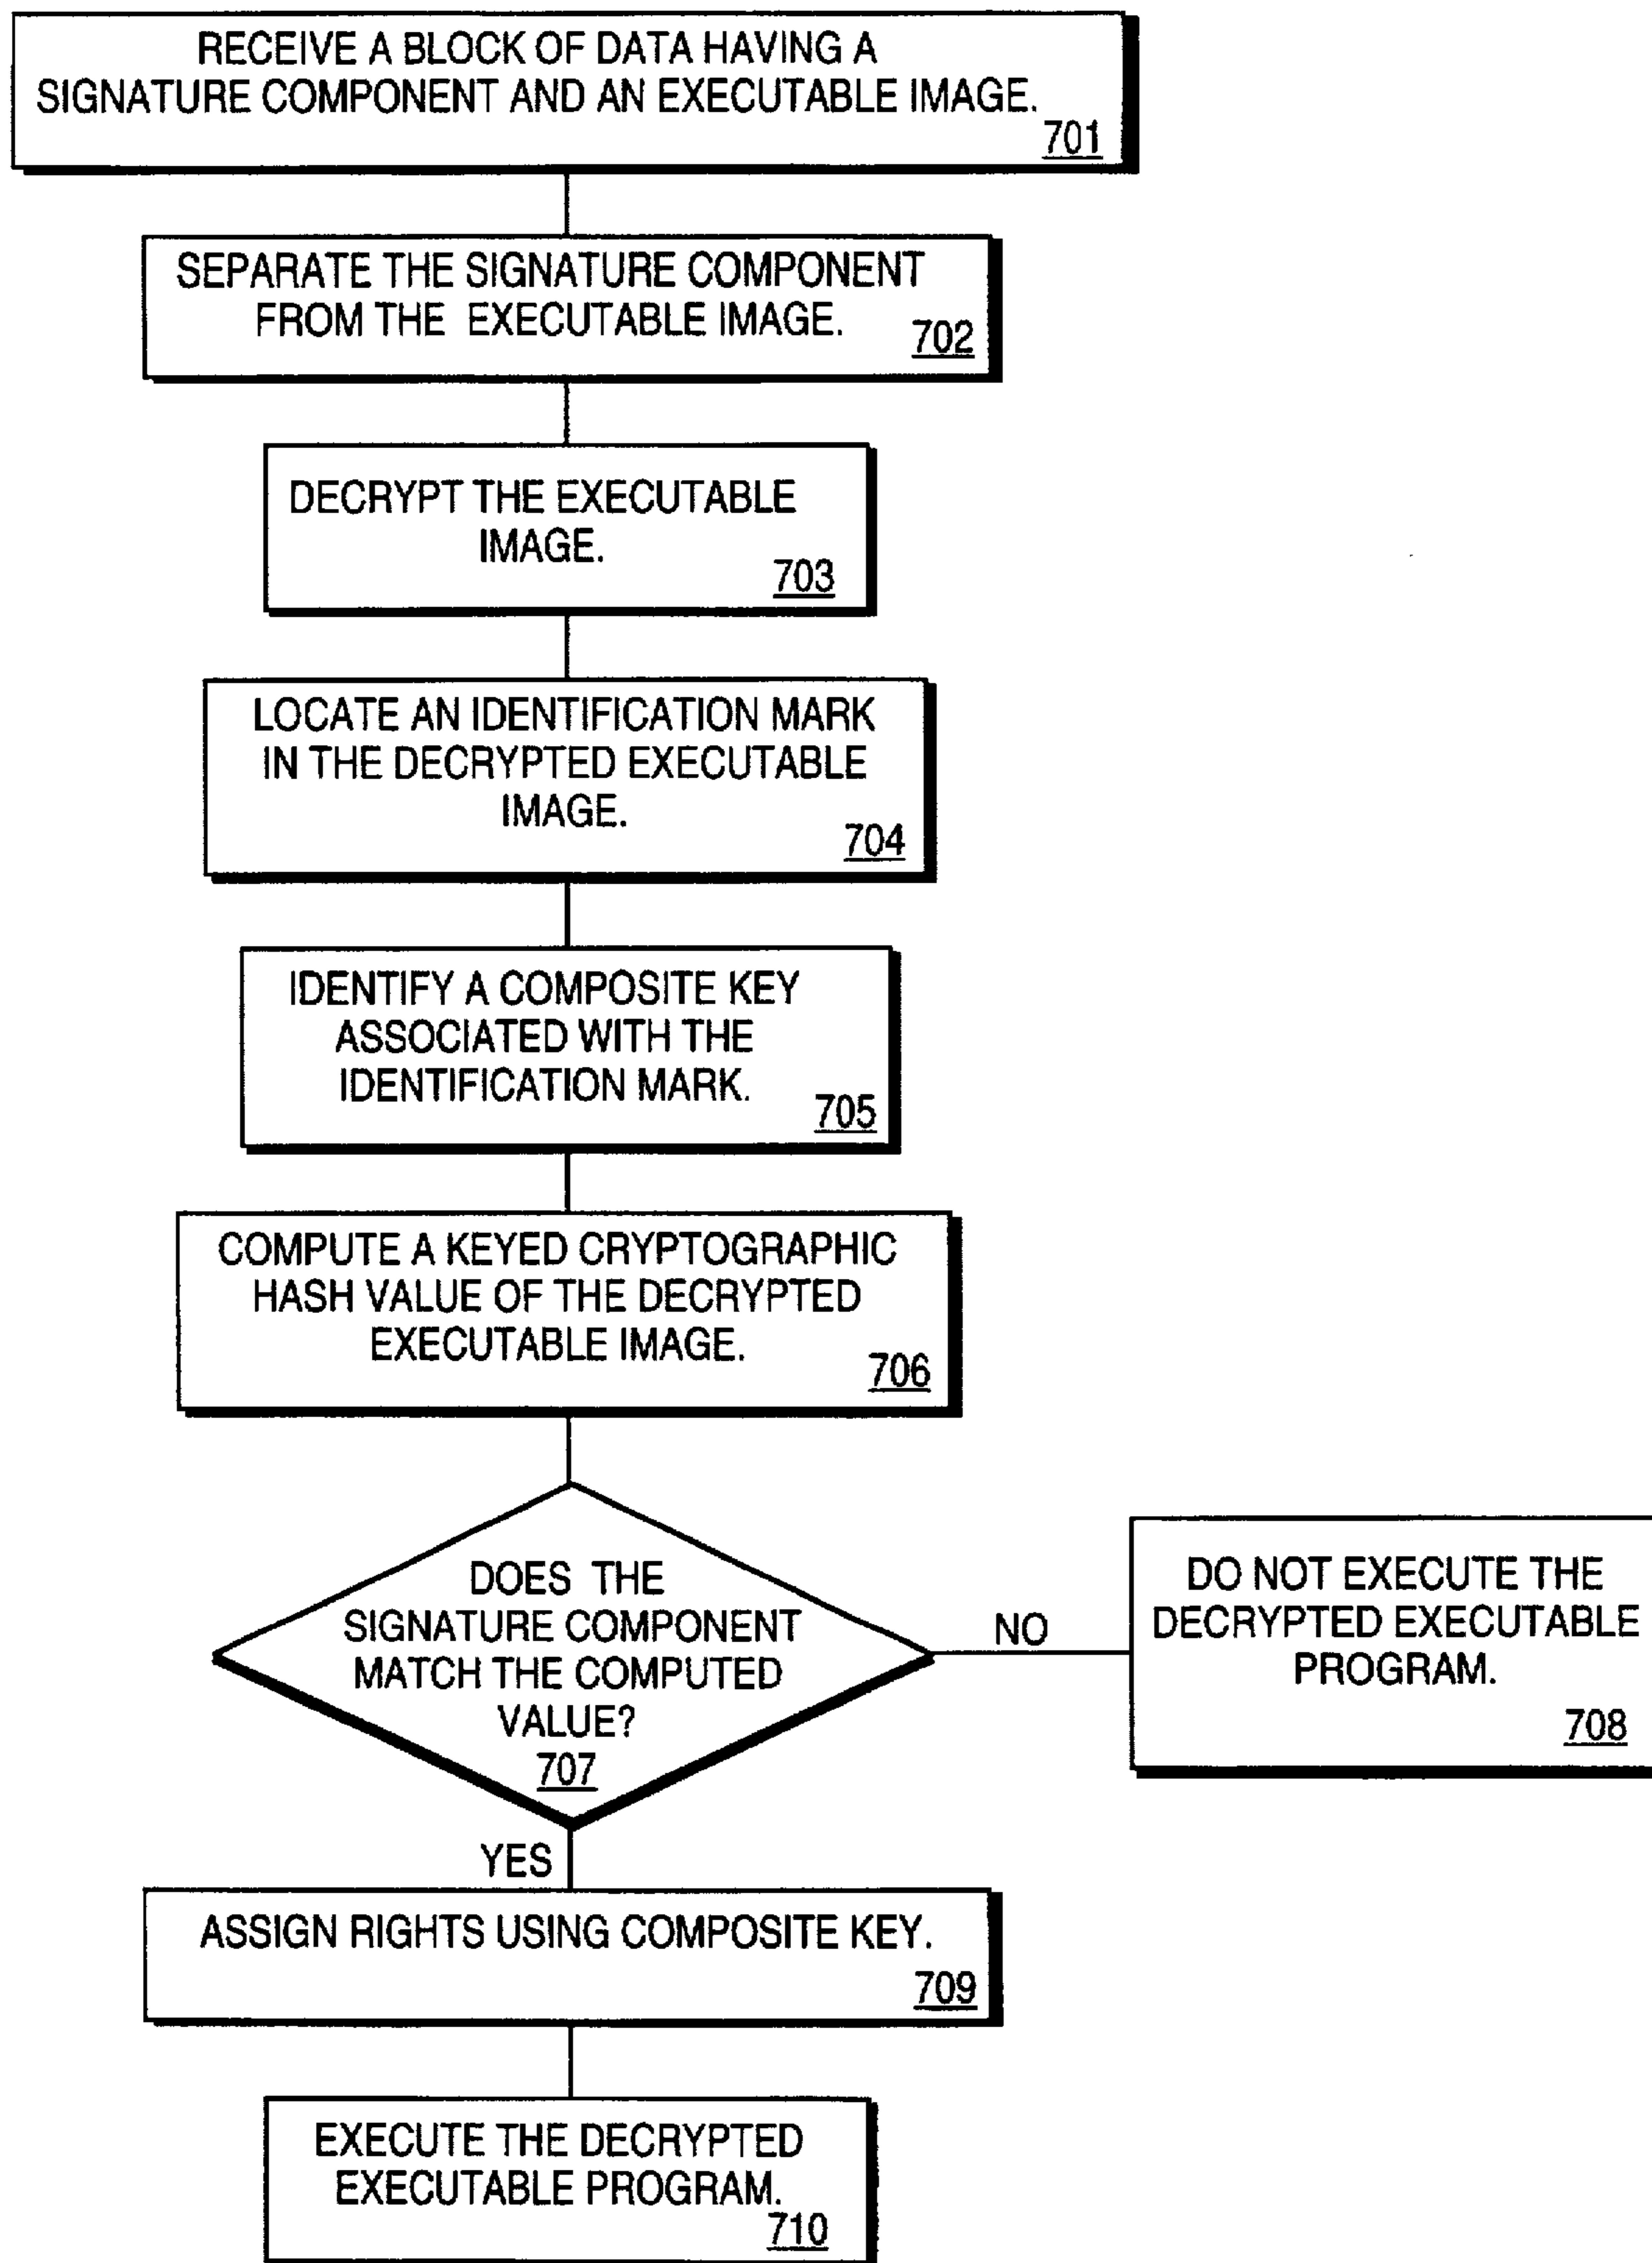 RECEIVE A BLOCK OF DATA HAVING A
SIGNATURE COMPONENT AND AN EXECUTABLE IMAGE.
701
SEPARATE THE SIGNATURE COMPONENT
FROM THE EXECUTABLE IMAGE.
702
DECRYPT THE EXECUTABLE
IMAGE.
703
LOCATE AN IDENTIFICATION MARK
IN THE DECRYPTED EXECUTABLE
IMAGE.
704
IDENTIFY A COMPOSITE KEY
ASSOCIATED WITH THE
IDENTIFICATION MARK.
705
COMPUTE A KEYED CRYPTOGRAPHIC
HASH VALUE OF THE DECRYPTED
EXECUTABLE IMAGE.
706
DOES THE
SIGNATURE COMPONENT
MATCH THE COMPUTED
VALUE?
707
NO
DO NOT EXECUTE THE
DECRYPTED EXECUTABLE
PROGRAM.
708
YES
ASSIGN RIGHTS USING COMPOSITE KEY.
709
EXECUTE THE DECRYPTED
EXECUTABLE PROGRAM.
710